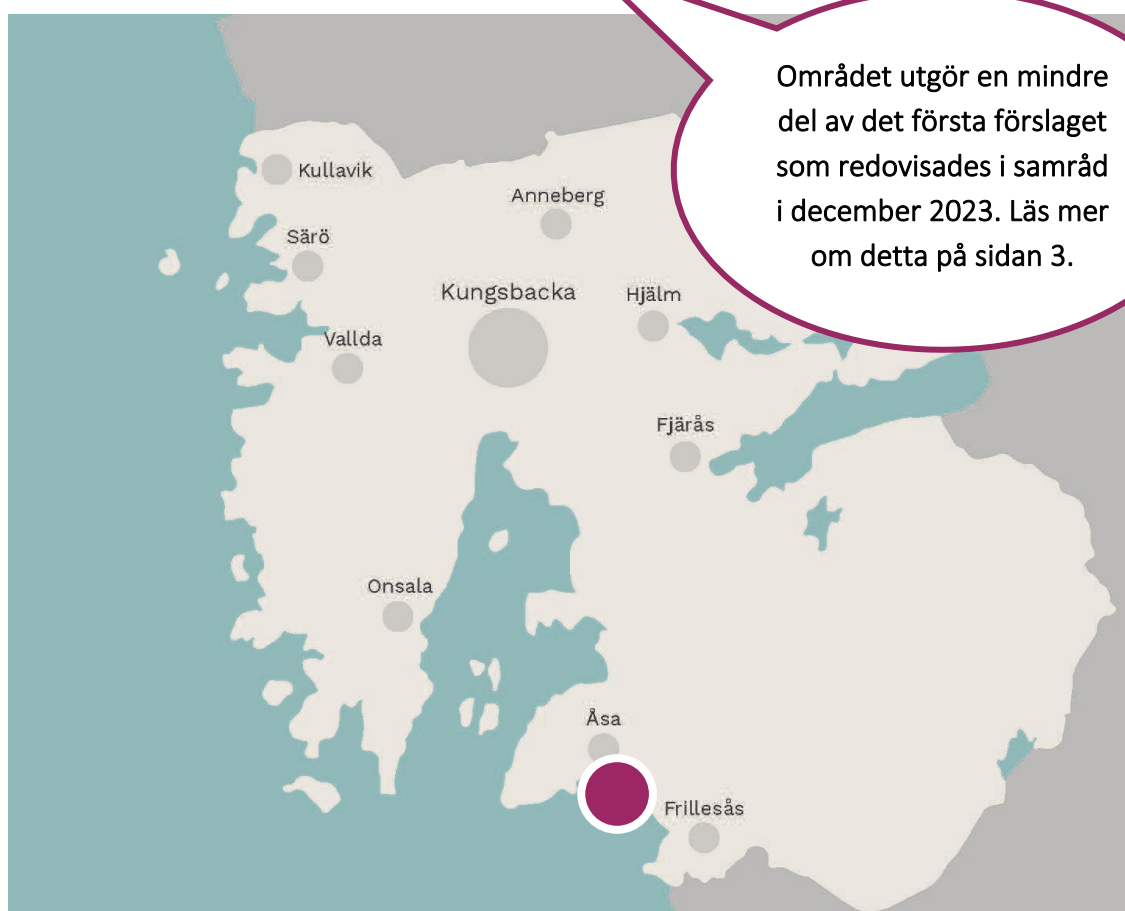 Området utgör en mindre
del av det första förslaget
som redovisades i samråd
i december 2023. Läs mer
om detta på sidan 3.
Kullavik
Anneberg
Särö
Kungsbacka
Hjälm
Vallda
Fjärås
Onsala
Åsa
Frillesås